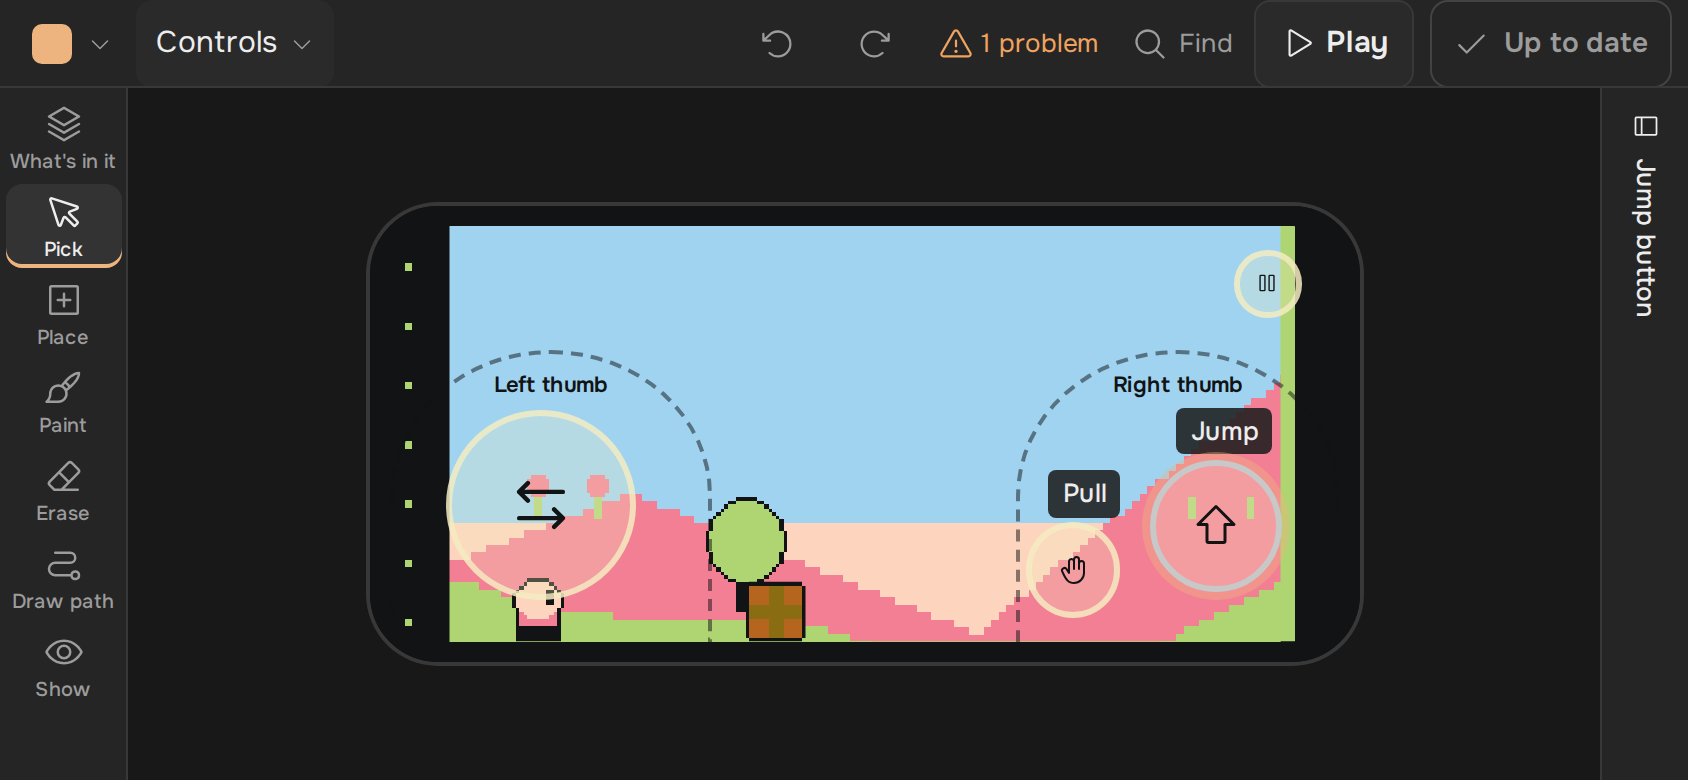 Controls
1 problem
Find
Play
Up to date
What's in it
Pick
Place
Paint
Erase
Draw path
Show
Left thumb
Right thumb
Jump
Pull
Jump button